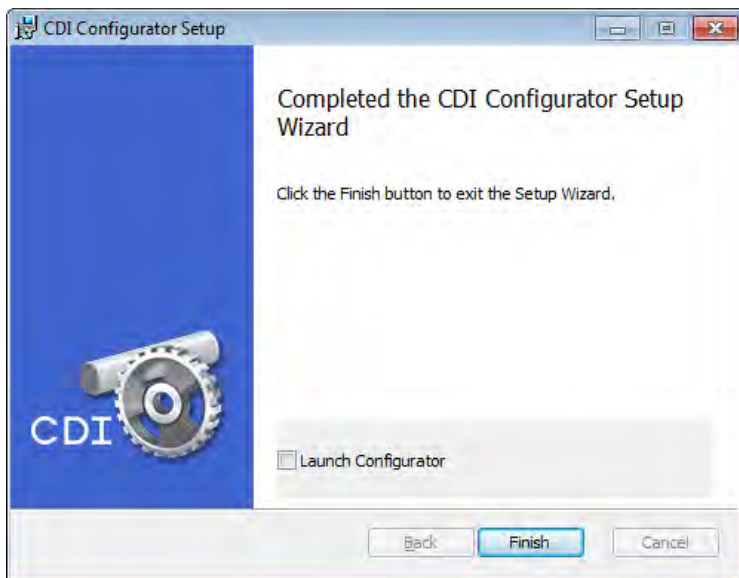 CDI Configurator Setup
Completed the CDI Configurator Setup
Wizard
Click the Finish button to exit the Setup Wizard.
CDI
Launch Configurator
Back Finish Cancel